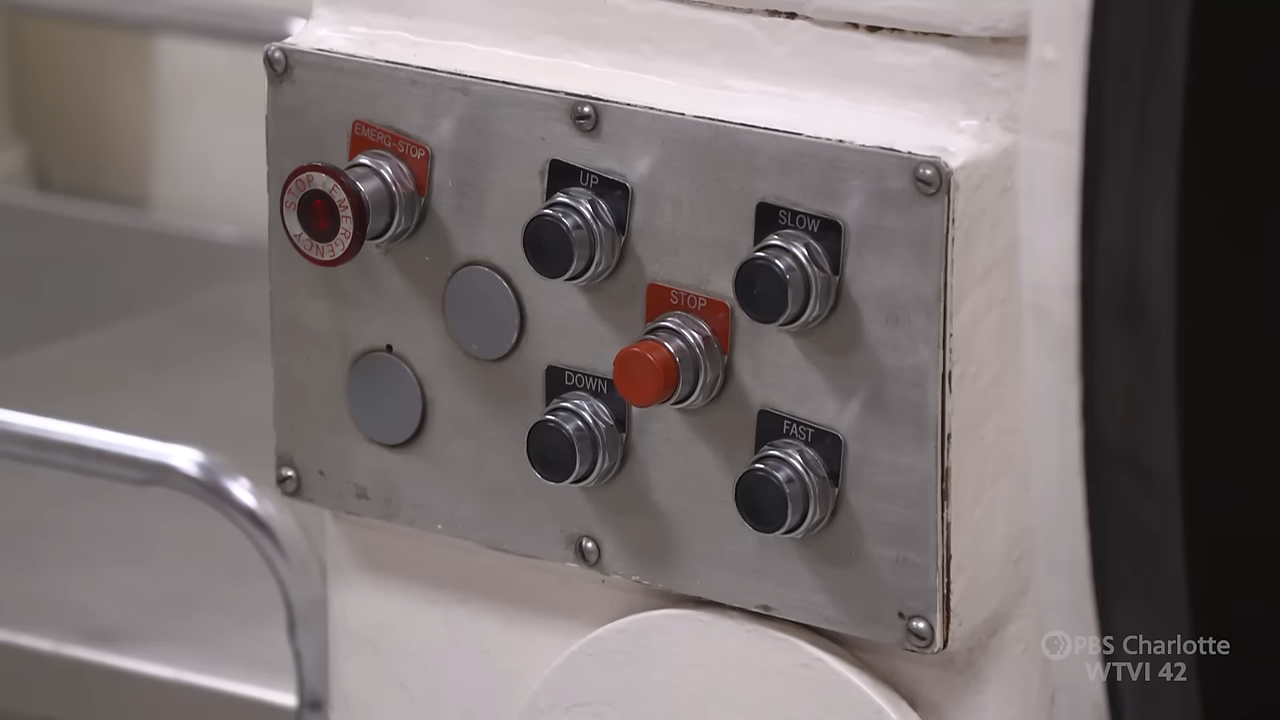 EMERG-STOP
STOP EMERGENCY
UP
SLOW
STOP
DOWN
FAST
PBS Charlotte
WTVI 42